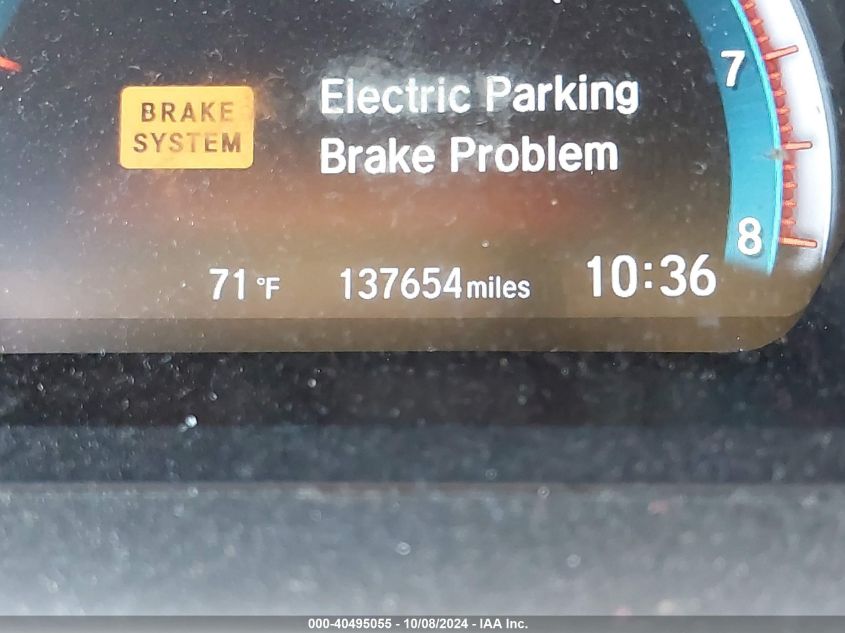 7
BRAKE
SYSTEM
Electric Parking
Brake Problem
8
71 °F 137654 miles 10:36
000-40495055 - 10/08/2024 - IAA Inc.